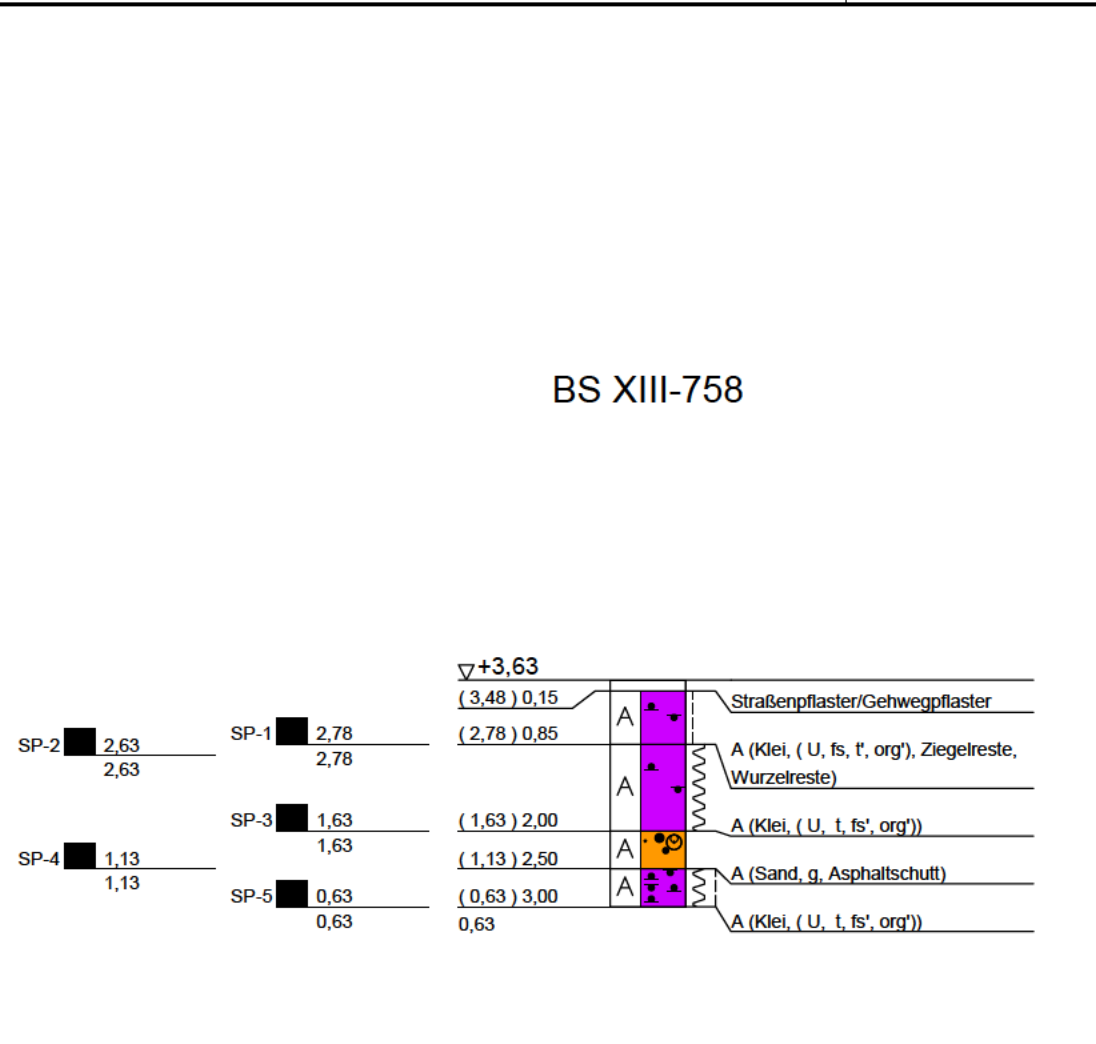 BS XIII-758
+3,63
( 3,48 ) 0,15
Straßenpflaster/Gehwegpflaster
A
SP-1 2,78
2,78
( 2,78 ) 0,85
SP-2 2,63
2,63
A (Klei, ( U, fs, t', org'), Ziegelreste,
Wurzelreste)
A
SP-3 1,63
1,63
( 1,63 ) 2,00
A (Klei, ( U, t, fs', org'))
A
SP-4 1,13
1,13
( 1,13 ) 2,50
A (Sand, g, Asphaltschutt)
A
SP-5 0,63
0,63
( 0,63 ) 3,00
0,63
A (Klei, ( U, t, fs', org'))